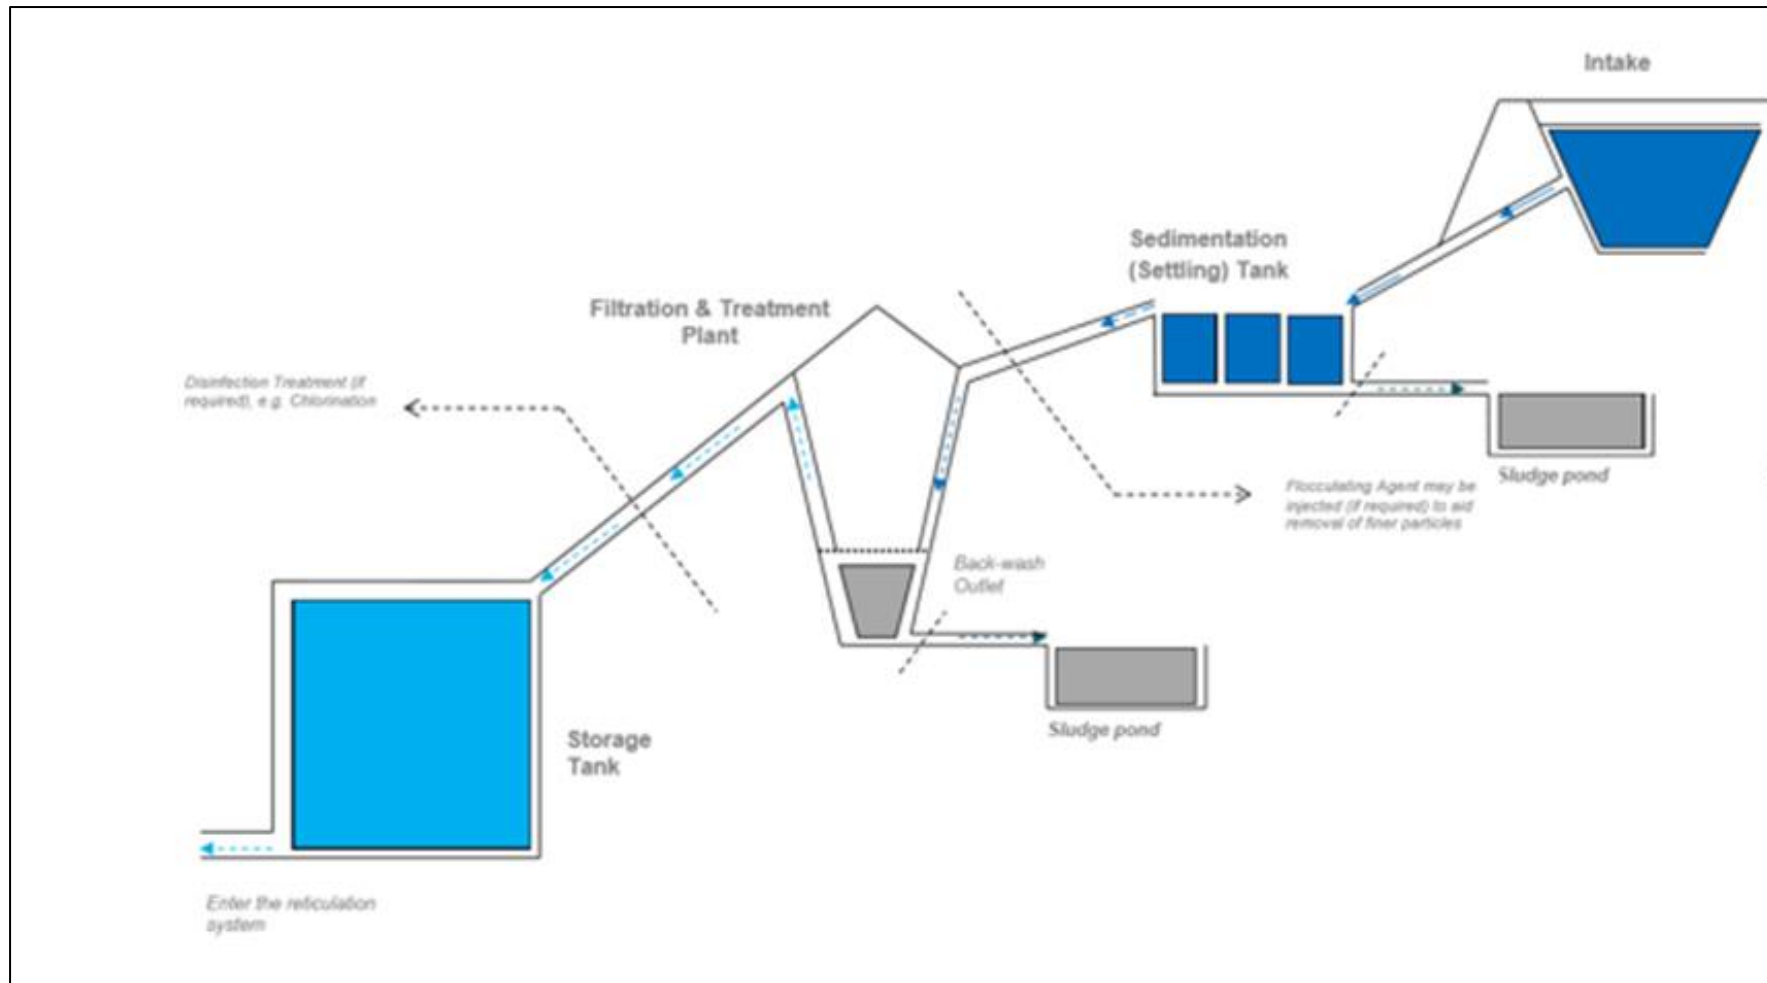 Intake
Sedimentation
(Settling) Tank
Filtration & Treatment
Plant
Disinfection Treatment (if
required), e.g. Chlorination
Sludge pond
Flocculating Agent may be
injected (if required) to aid
removal of finer particles
Back-wash
Outlet
Sludge pond
Storage
Tank
Enter the reticulation
system